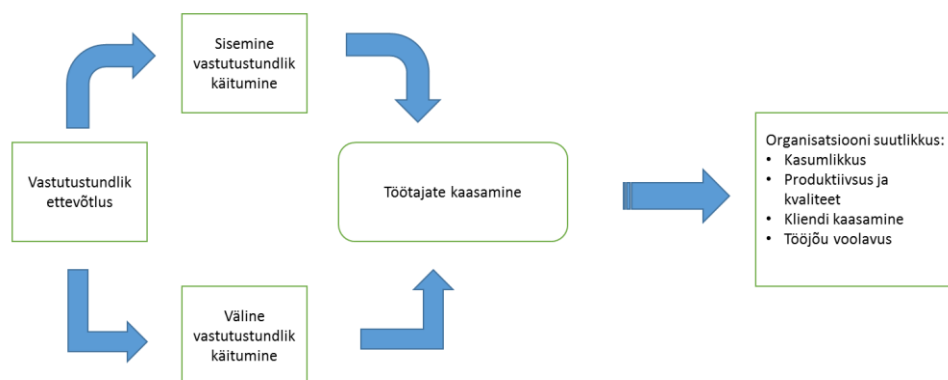 Sisemine
vastutustundlik
käitumine
Vastutustundlik
ettevõtlus
Töötajate kaasamine
Väline
vastutustundlik
käitumine
Organisatsiooni suutlikkus:
• Kasumlikkus
• Produktiivsus ja
kvaliteet
• Kliendi kaasamine
• Tööjõu voolavus